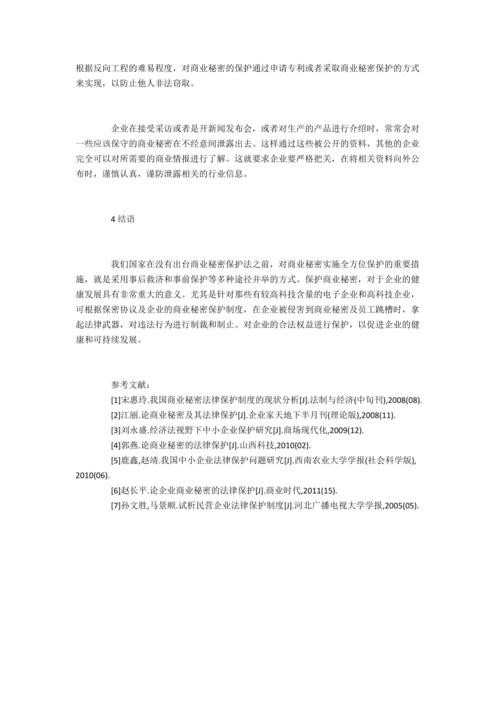 根据反向工程的难易程度，对商业秘密的保护通过申请专利或者采取商业秘密保护的方式
来实现，以防止他人非法窃取。
企业在接受采访或者是开新闻发布会，或者对生产的产品进行介绍时，常常会对
一些应该保守的商业秘密在不经意间泄露出去。这样通过这些被公开的资料，其他的企业
完全可以对所需要的商业情报进行了解。这就要求企业要严格把关，在将相关资料向外公
布时，谨慎认真，谨防泄露相关的行业信息。
4 结语
我们国家在没有出台商业秘密保护法之前，对商业秘密实施全方位保护的重要措
施，就是采用事后救济和事前保护等多种途径并举的方式。保护商业秘密，对于企业的健
康发展具有非常重大的意义。尤其是针对那些有较高科技含量的电子企业和高科技企业，
可根据保密协议及企业的商业秘密保护制度，在企业被侵害到商业秘密及员工跳槽时，拿
起法律武器，对违法行为进行制裁和制止。对企业的合法权益进行保护，以促进企业的健
康和可持续发展。
参考文献：
[1]宋惠玲.我国商业秘密法律保护制度的现状分析[J].法制与经济(中旬刊),2008(08).
[2]江丽.论商业秘密及其法律保护[J].企业家天地下半月刊(理论版),2008(11).
[3]刘永盛.经济法视野下中小企业保护研究[J].商场现代化,2009(12).
[4]郭燕.论商业秘密的法律保护[J].山西科技,2010(02).
[5]鹿鑫,赵靖.我国中小企业法律保护问题研究[J].西南农业大学学报(社会科学版),
2010(06).
[6]赵长平.论企业商业秘密的法律保护[J].商业时代,2011(15).
[7]孙文胜,马景顺.试析民营企业法律保护制度[J].河北广播电视大学学报,2005(05).